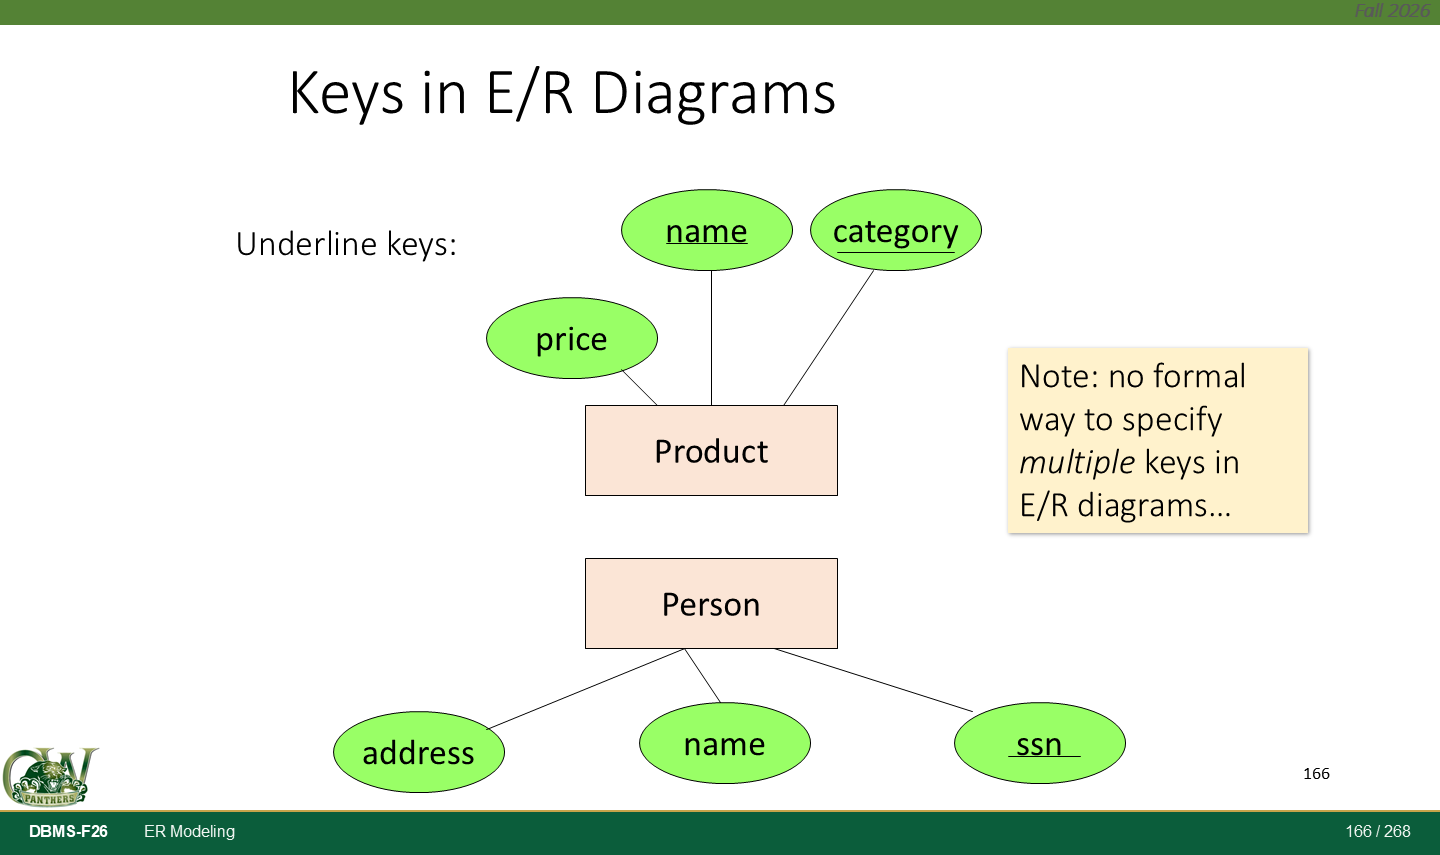 Fall 2026
Keys in E/R Diagrams
Underline keys:
name
category
price
Product
Note: no formal
way to specify
multiple keys in
E/R diagrams...
Person
address
name
ssn
166
OW
PANTHERS
DBMS-F26
ER Modeling
166 / 268